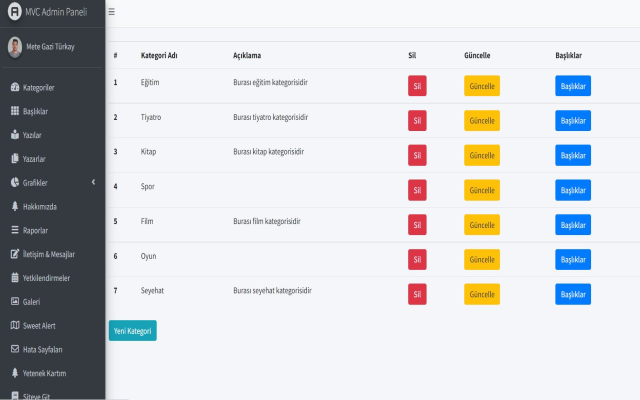 MVC Admin Paneli
Mete Gazi Türkay
Kategoriler
Başlıklar
Yazılar
Yazarlar
Grafikler
Hakkımızda
Raporlar
İletişim & Mesajlar
Yetkilendirmeler
Galeri
Sweet Alert
Hata Sayfaları
Yetenek Kartım
Siteye Git
# Kategori Adı Açıklama Sil Güncelle Başlıklar
1 Eğitim Burası eğitim kategorisidir Sil Güncelle Başlıklar
2 Tiyatro Burası tiyatro kategorisidir Sil Güncelle Başlıklar
3 Kitap Burası kitap kategorisidir Sil Güncelle Başlıklar
4 Spor Sil Güncelle Başlıklar
5 Film Burası film kategorisidir Sil Güncelle Başlıklar
6 Oyun Sil Güncelle Başlıklar
7 Seyehat Burası seyehat kategorisidir Sil Güncelle Başlıklar
Yeni Kategori